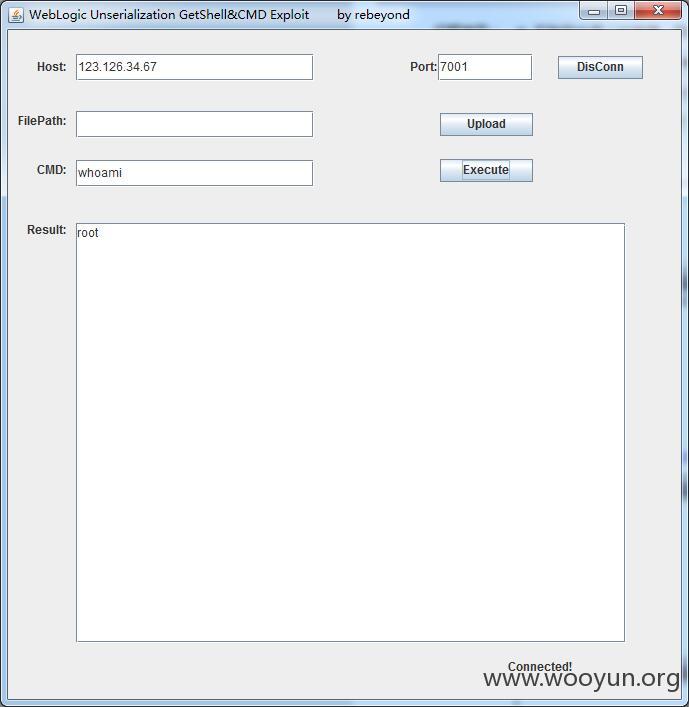 WebLogic Unserialization GetShell&CMD Exploit by rebeyond
Host: 123.126.34.67 Port: 7001 DisConn
FilePath: Upload
CMD: whoami Execute
Result: root
Connected!
www.wooyun.org